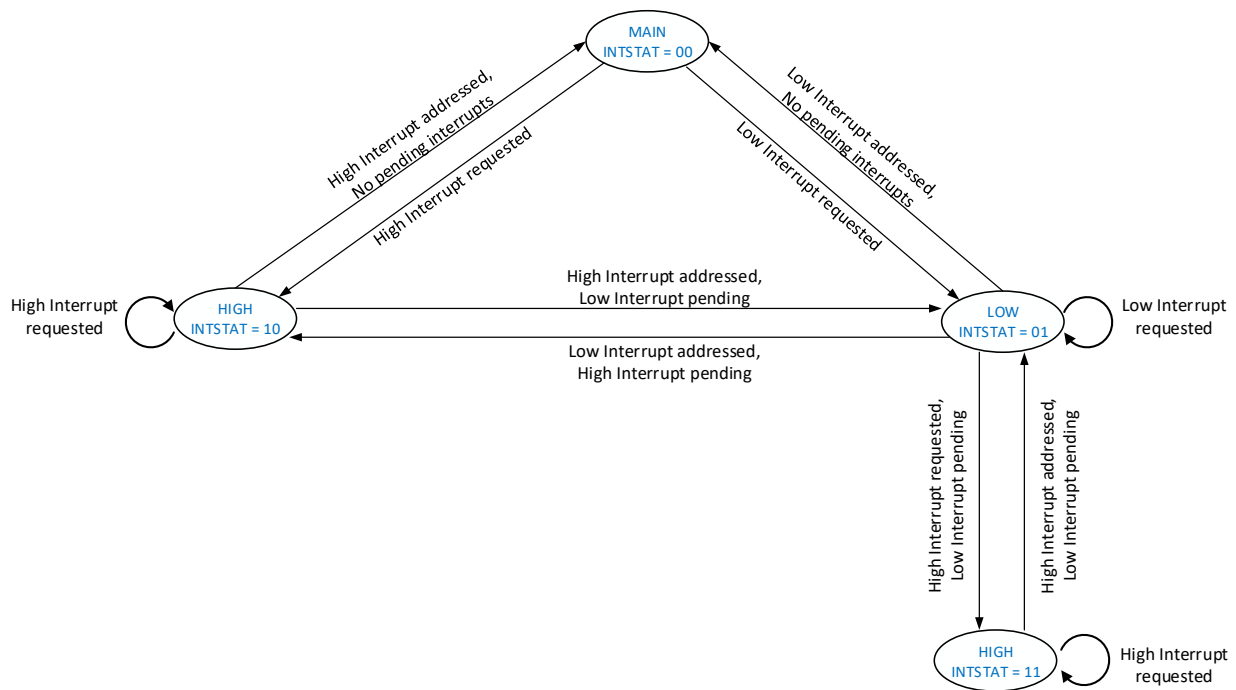 MAIN
INTSTAT = 00
High Interrupt addressed,
No pending interrupts
High Interrupt requested
Low Interrupt requested
Low Interrupt addressed,
No pending interrupts
High Interrupt
requested
HIGH
INTSTAT = 10
High Interrupt addressed,
Low Interrupt pending
Low Interrupt addressed,
High Interrupt pending
LOW
INTSTAT = 01
Low Interrupt
requested
High Interrupt requested,
Low Interrupt pending
High Interrupt addressed,
Low Interrupt pending
HIGH
INTSTAT = 11
High Interrupt
requested